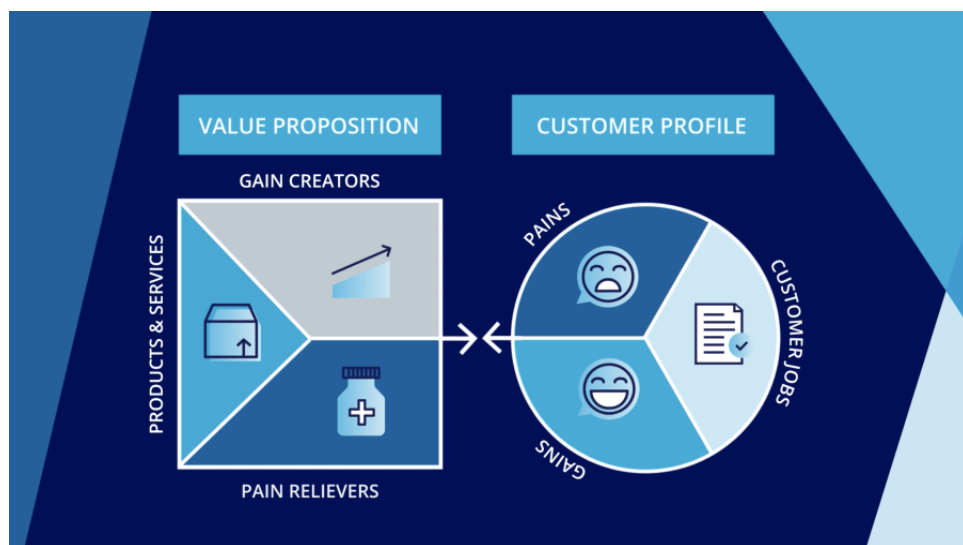 VALUE PROPOSITION
CUSTOMER PROFILE
GAIN CREATORS
PRODUCTS & SERVICES
PAIN RELIEVERS
PAINS
GAINS
CUSTOMER JOBS